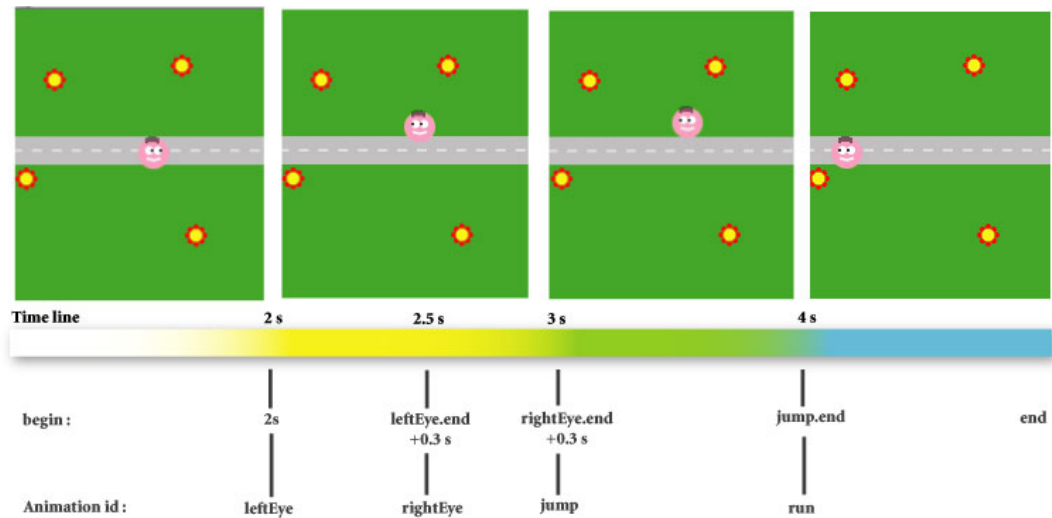 Time line 2 s 2.5 s 3 s 4 s
begin : 2s leftEye.end rightEye.end jump.end end
+0.3 s +0.3 s
Animation id : leftEye rightEye jump run